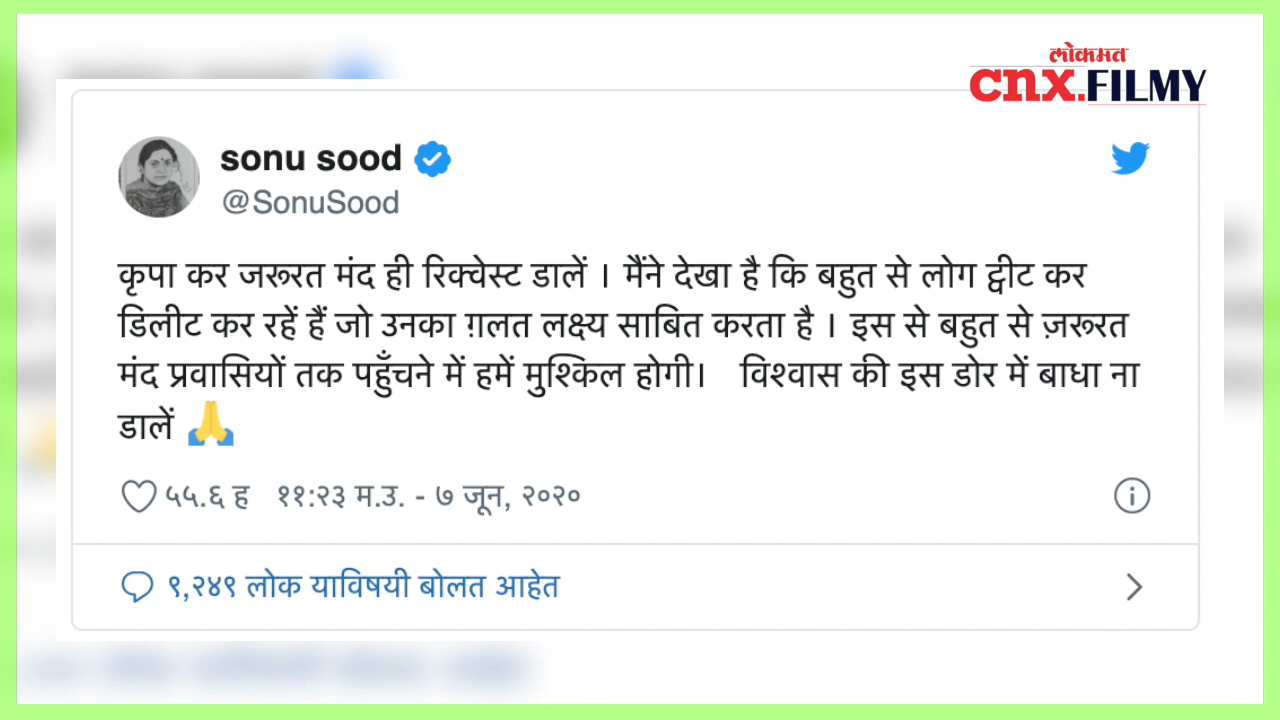 लोकमत
cnx.FILMY
sonu sood
@SonuSood
कृपा कर जरूरत मंद ही रिक्वेस्ट डालें । मैंने देखा है कि बहुत से लोग ट्वीट कर
डिलीट कर रहें हैं जो उनका ग़लत लक्ष्य साबित करता है । इस से बहुत से ज़रूरत
मंद प्रवासियों तक पहुँचने में हमें मुश्किल होगी। विश्वास की इस डोर में बाधा ना
डालें 🙏
५५.६ ह ११:२३ म.उ. - ७ जून, २०२०
९,२४९ लोक याविषयी बोलत आहेत